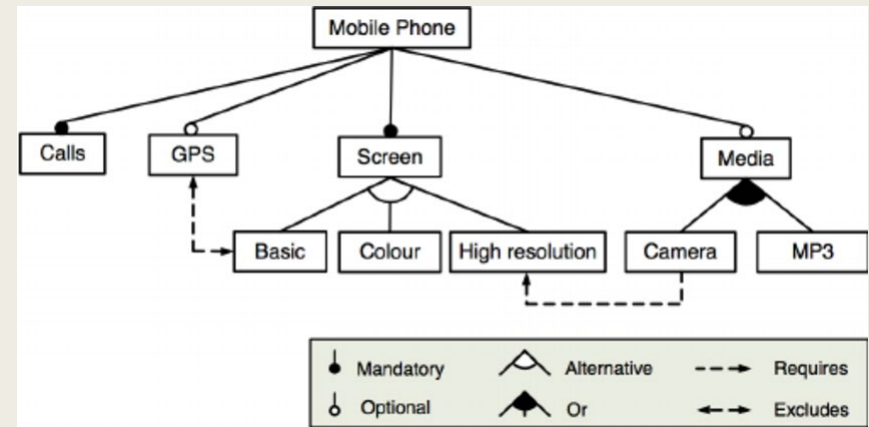 Mobile Phone
Calls
GPS
Screen
Media
Basic
Colour
High resolution
Camera
MP3
Mandatory
Alternative
Requires
Optional
Or
Excludes